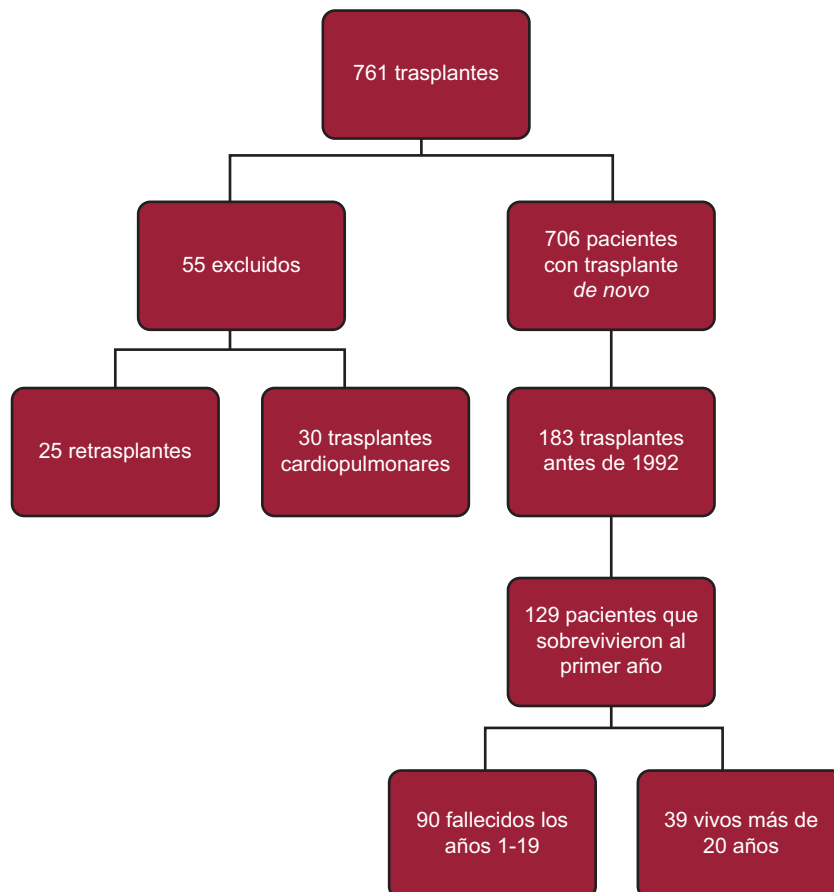 761 trasplantes
55 excluidos
706 pacientes
con trasplante
de novo
25 retrasplantes
30 trasplantes
cardiopulmonares
183 trasplantes
antes de 1992
129 pacientes que
sobrevivieron al
primer año
90 fallecidos los
años 1-19
39 vivos más de
20 años